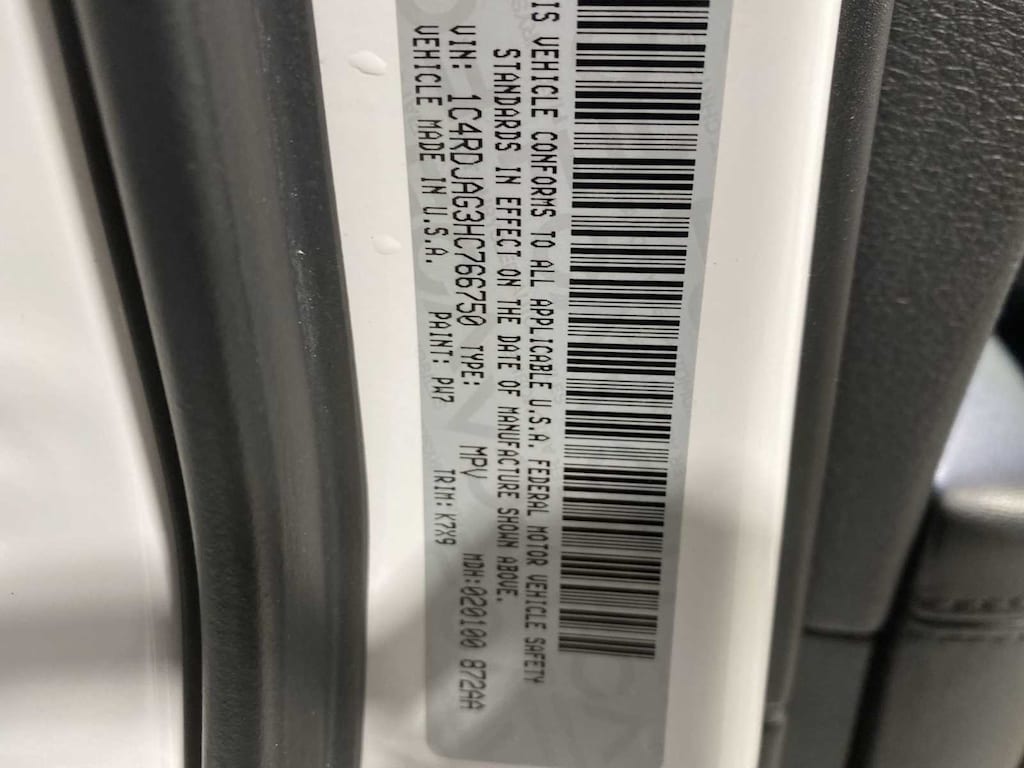 IS VEHICLE CONFORMS TO ALL APPLICABLE U.S.A. FEDERAL MOTOR VEHICLE SAFETY
STANDARDS IN EFFECT ON THE DATE OF MANUFACTURE SHOWN ABOVE.
VIN: 1C4RDJAG3HC766750 TYPE: MPV MDH:020100 872AA
VEHICLE MADE IN U.S.A. PAINT: PW7 TRIM:K7X9